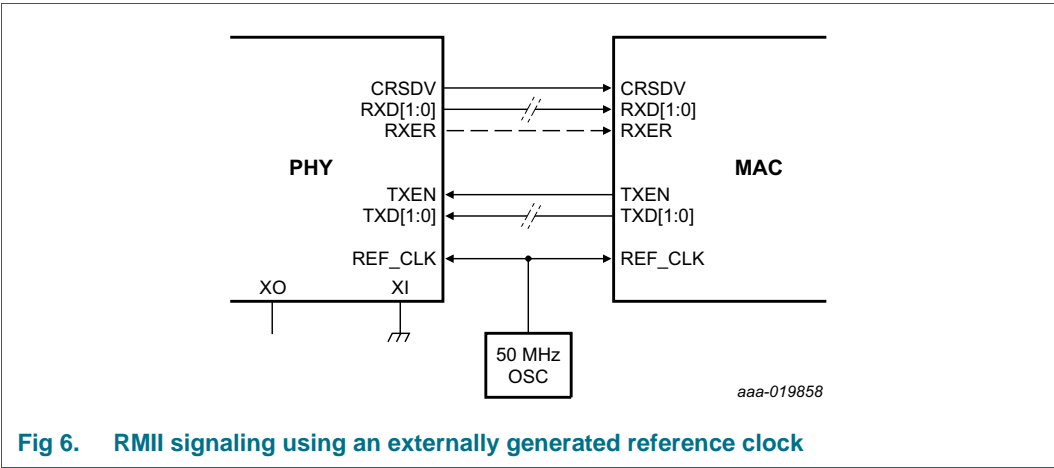 CRSDV CRSDV
RXD[1:0] RXD[1:0]
RXER RXER
PHY MAC
TXEN TXEN
TXD[1:0] TXD[1:0]
REF_CLK REF_CLK
XO XI
50 MHz
OSC
aaa-019858
Fig 6. RMII signaling using an externally generated reference clock